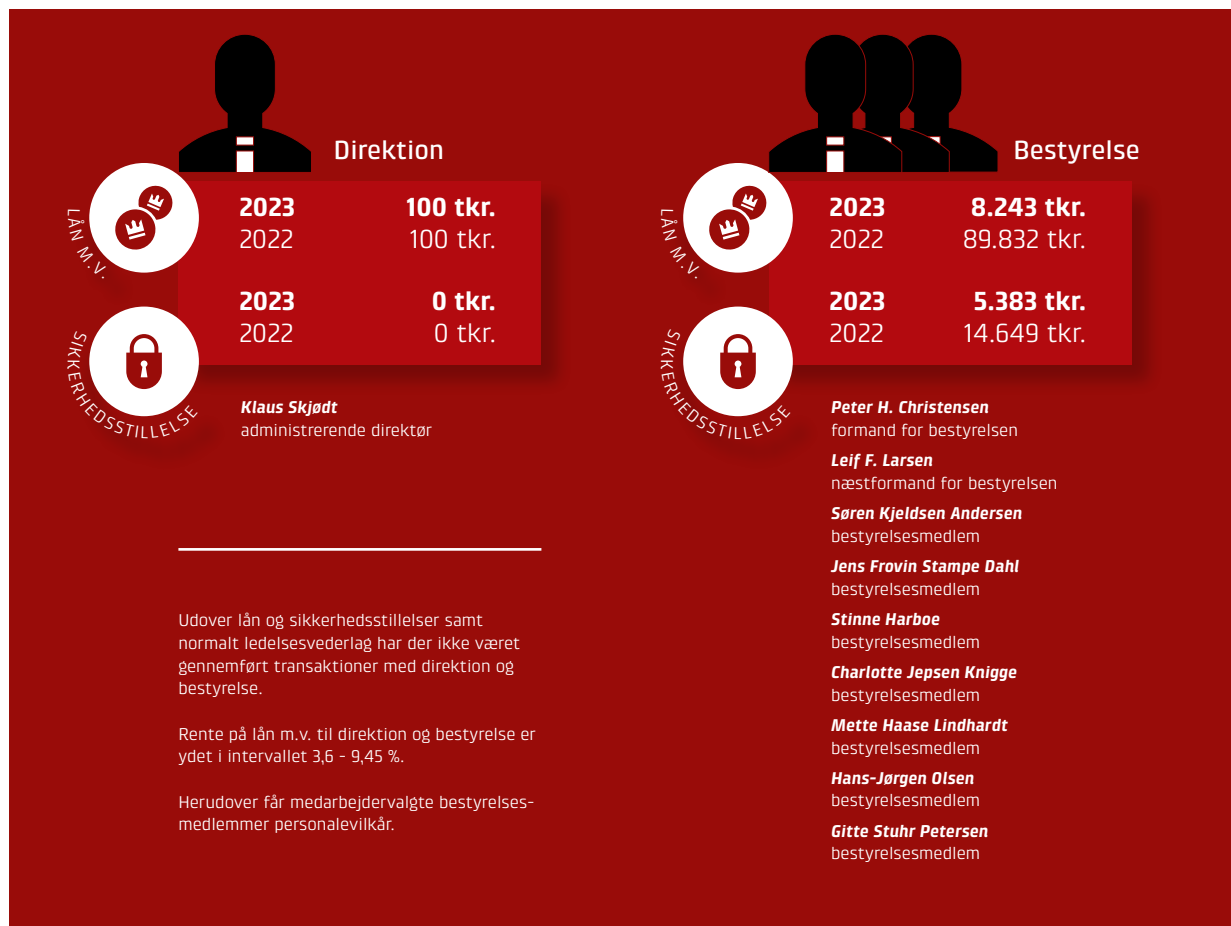 Direktion
LÅN M.V.
2023 100 tkr.
2022 100 tkr.
SIKKERHEDSSTILLELSE
2023 0 tkr.
2022 0 tkr.
Klaus Skjødt
administrerende direktør
Udover lån og sikkerhedsstillelser samt
normalt ledelsesvederlag har der ikke været
gennemført transaktioner med direktion og
bestyrelse.
Rente på lån m.v. til direktion og bestyrelse er
ydet i intervallet 3,6 - 9,45 %.
Herudover får medarbejdervalgte bestyrelses-
medlemmer personalevilkår.
Bestyrelse
LÅN M.V.
2023 8.243 tkr.
2022 89.832 tkr.
SIKKERHEDSSTILLELSE
2023 5.383 tkr.
2022 14.649 tkr.
Peter H. Christensen
formand for bestyrelsen
Leif F. Larsen
næstformand for bestyrelsen
Søren Kjeldsen Andersen
bestyrelsesmedlem
Jens Frovin Stampe Dahl
bestyrelsesmedlem
Stinne Harboe
bestyrelsesmedlem
Charlotte Jepsen Knigge
bestyrelsesmedlem
Mette Haase Lindhardt
bestyrelsesmedlem
Hans-Jørgen Olsen
bestyrelsesmedlem
Gitte Stuhr Petersen
bestyrelsesmedlem